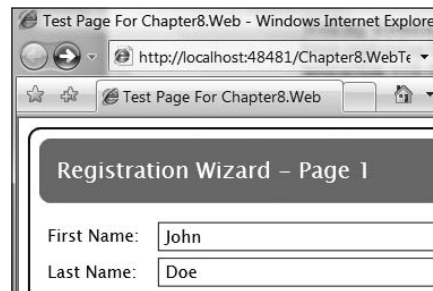 Test Page For Chapter8.Web - Windows Internet Explore
http://localhost:48481/Chapter8.WebTe
Test Page For Chapter8.Web
Registration Wizard – Page 1
First Name: John
Last Name: Doe